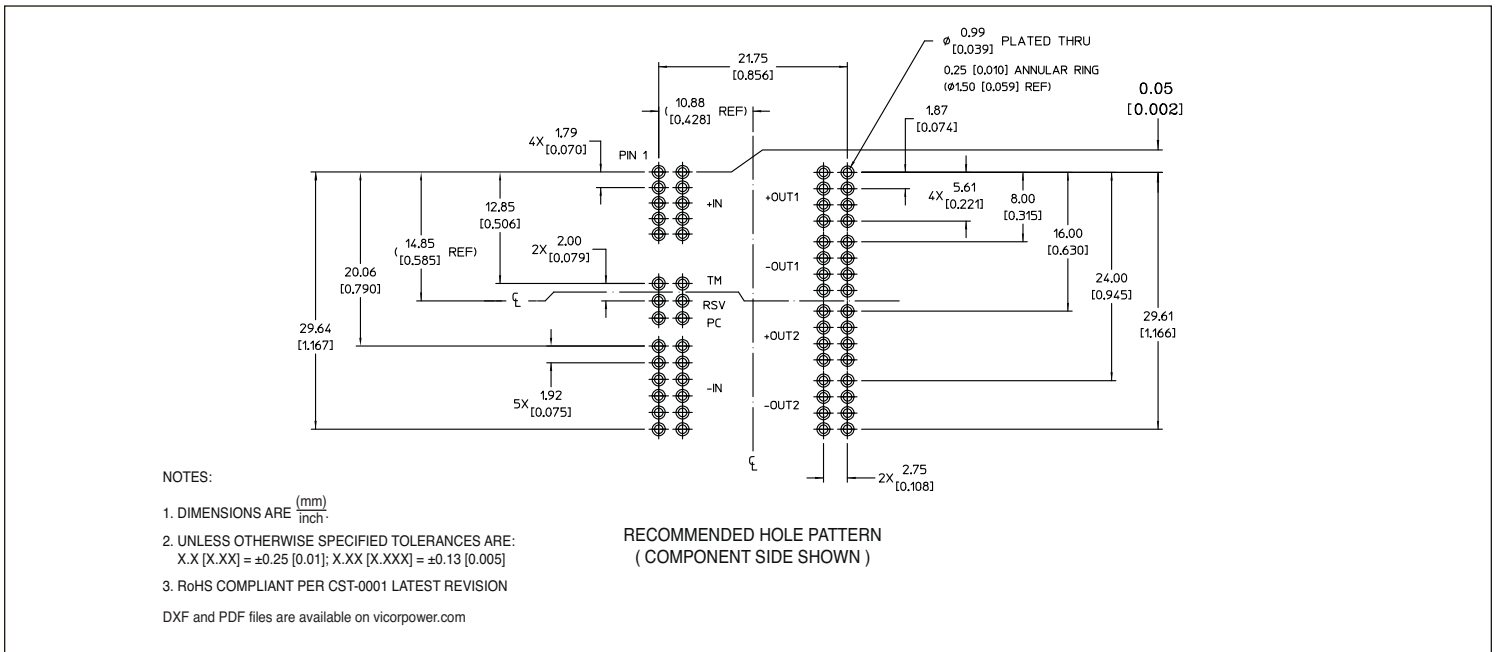 ø 0.99 [0.039] PLATED THRU
0.25 [0.010] ANNULAR RING
(ø1.50 [0.059] REF)
21.75
[0.856]
0.05
[0.002]
( 10.88 [0.428] REF)
1.87
[0.074]
4X 1.79 [0.070]
PIN 1
+IN
+OUT1
4X 5.61 [0.221]
8.00
[0.315]
12.85
[0.506]
16.00
[0.630]
( 14.85 [0.585] REF)
2X 2.00 [0.079]
-OUT1
20.06
[0.790]
TM
24.00
[0.945]
℄
RSV
PC
29.64
[1.167]
+OUT2
29.61
[1.166]
5X 1.92 [0.075]
-IN
-OUT2
℄
2X 2.75 [0.108]
NOTES:
1. DIMENSIONS ARE (mm)/inch.
2. UNLESS OTHERWISE SPECIFIED TOLERANCES ARE:
X.X [X.XX] = ±0.25 [0.01]; X.XX [X.XXX] = ±0.13 [0.005]
3. RoHS COMPLIANT PER CST-0001 LATEST REVISION
DXF and PDF files are available on vicorpower.com
RECOMMENDED HOLE PATTERN
( COMPONENT SIDE SHOWN )